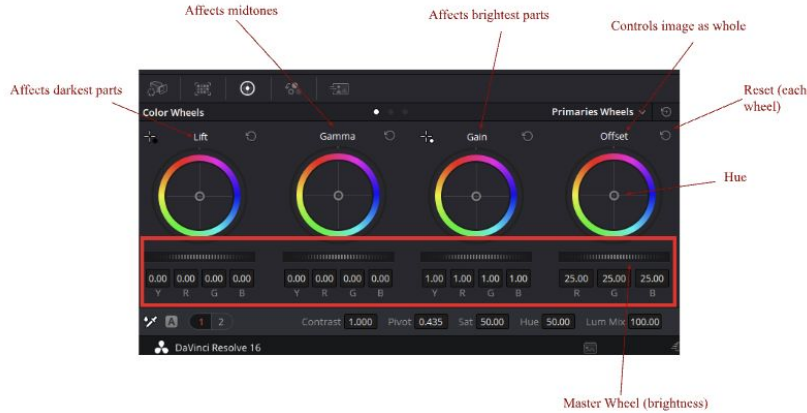 Affects midtones
Affects brightest parts
Controls image as whole
Affects darkest parts
Reset (each
wheel)
Color Wheels
Primaries Wheels
Lift
Gamma
Gain
Offset
Hue
0.00 0.00 0.00 0.00
Y R G B
0.00 0.00 0.00 0.00
Y R G B
1.00 1.00 1.00 1.00
Y R G B
25.00 25.00 25.00
R G B
A 1 2
Contrast 1.000 Pivot 0.435 Sat 50.00 Hue 50.00 Lum Mix 100.00
DaVinci Resolve 16
Master Wheel (brightness)